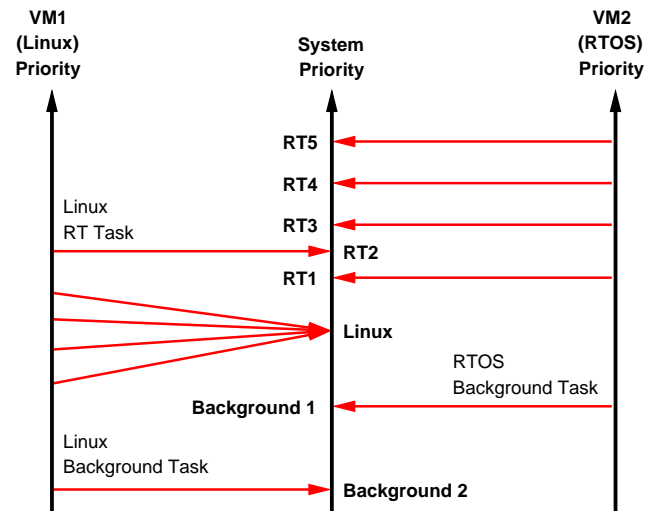 VM1
(Linux)
Priority
System
Priority
VM2
(RTOS)
Priority
RT5
RT4
Linux
RT Task
RT3
RT2
RT1
Linux
RTOS
Background Task
Background 1
Linux
Background Task
Background 2